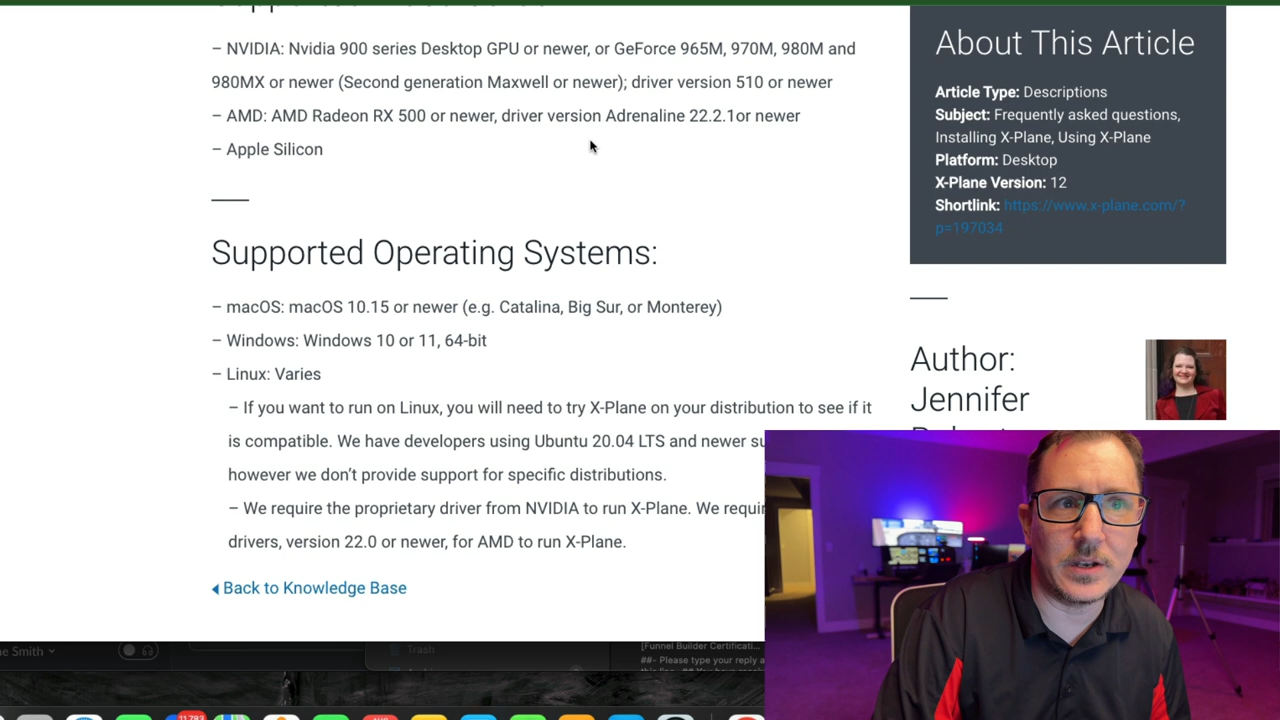 – NVIDIA: Nvidia 900 series Desktop GPU or newer, or GeForce 965M, 970M, 980M and
980MX or newer (Second generation Maxwell or newer); driver version 510 or newer
– AMD: AMD Radeon RX 500 or newer, driver version Adrenaline 22.2.1or newer
– Apple Silicon
Supported Operating Systems:
– macOS: macOS 10.15 or newer (e.g. Catalina, Big Sur, or Monterey)
– Windows: Windows 10 or 11, 64-bit
– Linux: Varies
– If you want to run on Linux, you will need to try X-Plane on your distribution to see if it
is compatible. We have developers using Ubuntu 20.04 LTS and newer
however we don't provide support for specific distributions.
– We require the proprietary driver from NVIDIA to run X-Plane. We
drivers, version 22.0 or newer, for AMD to run X-Plane.
Back to Knowledge Base
About This Article
Article Type: Descriptions
Subject: Frequently asked questions,
Installing X-Plane, Using X-Plane
Platform: Desktop
X-Plane Version: 12
Shortlink: https://www.x-plane.com/?
p=197034
Author:
Jennifer
Smith
Trash
[Funnel Builder Certificati...
##- Please type your reply a
11,783